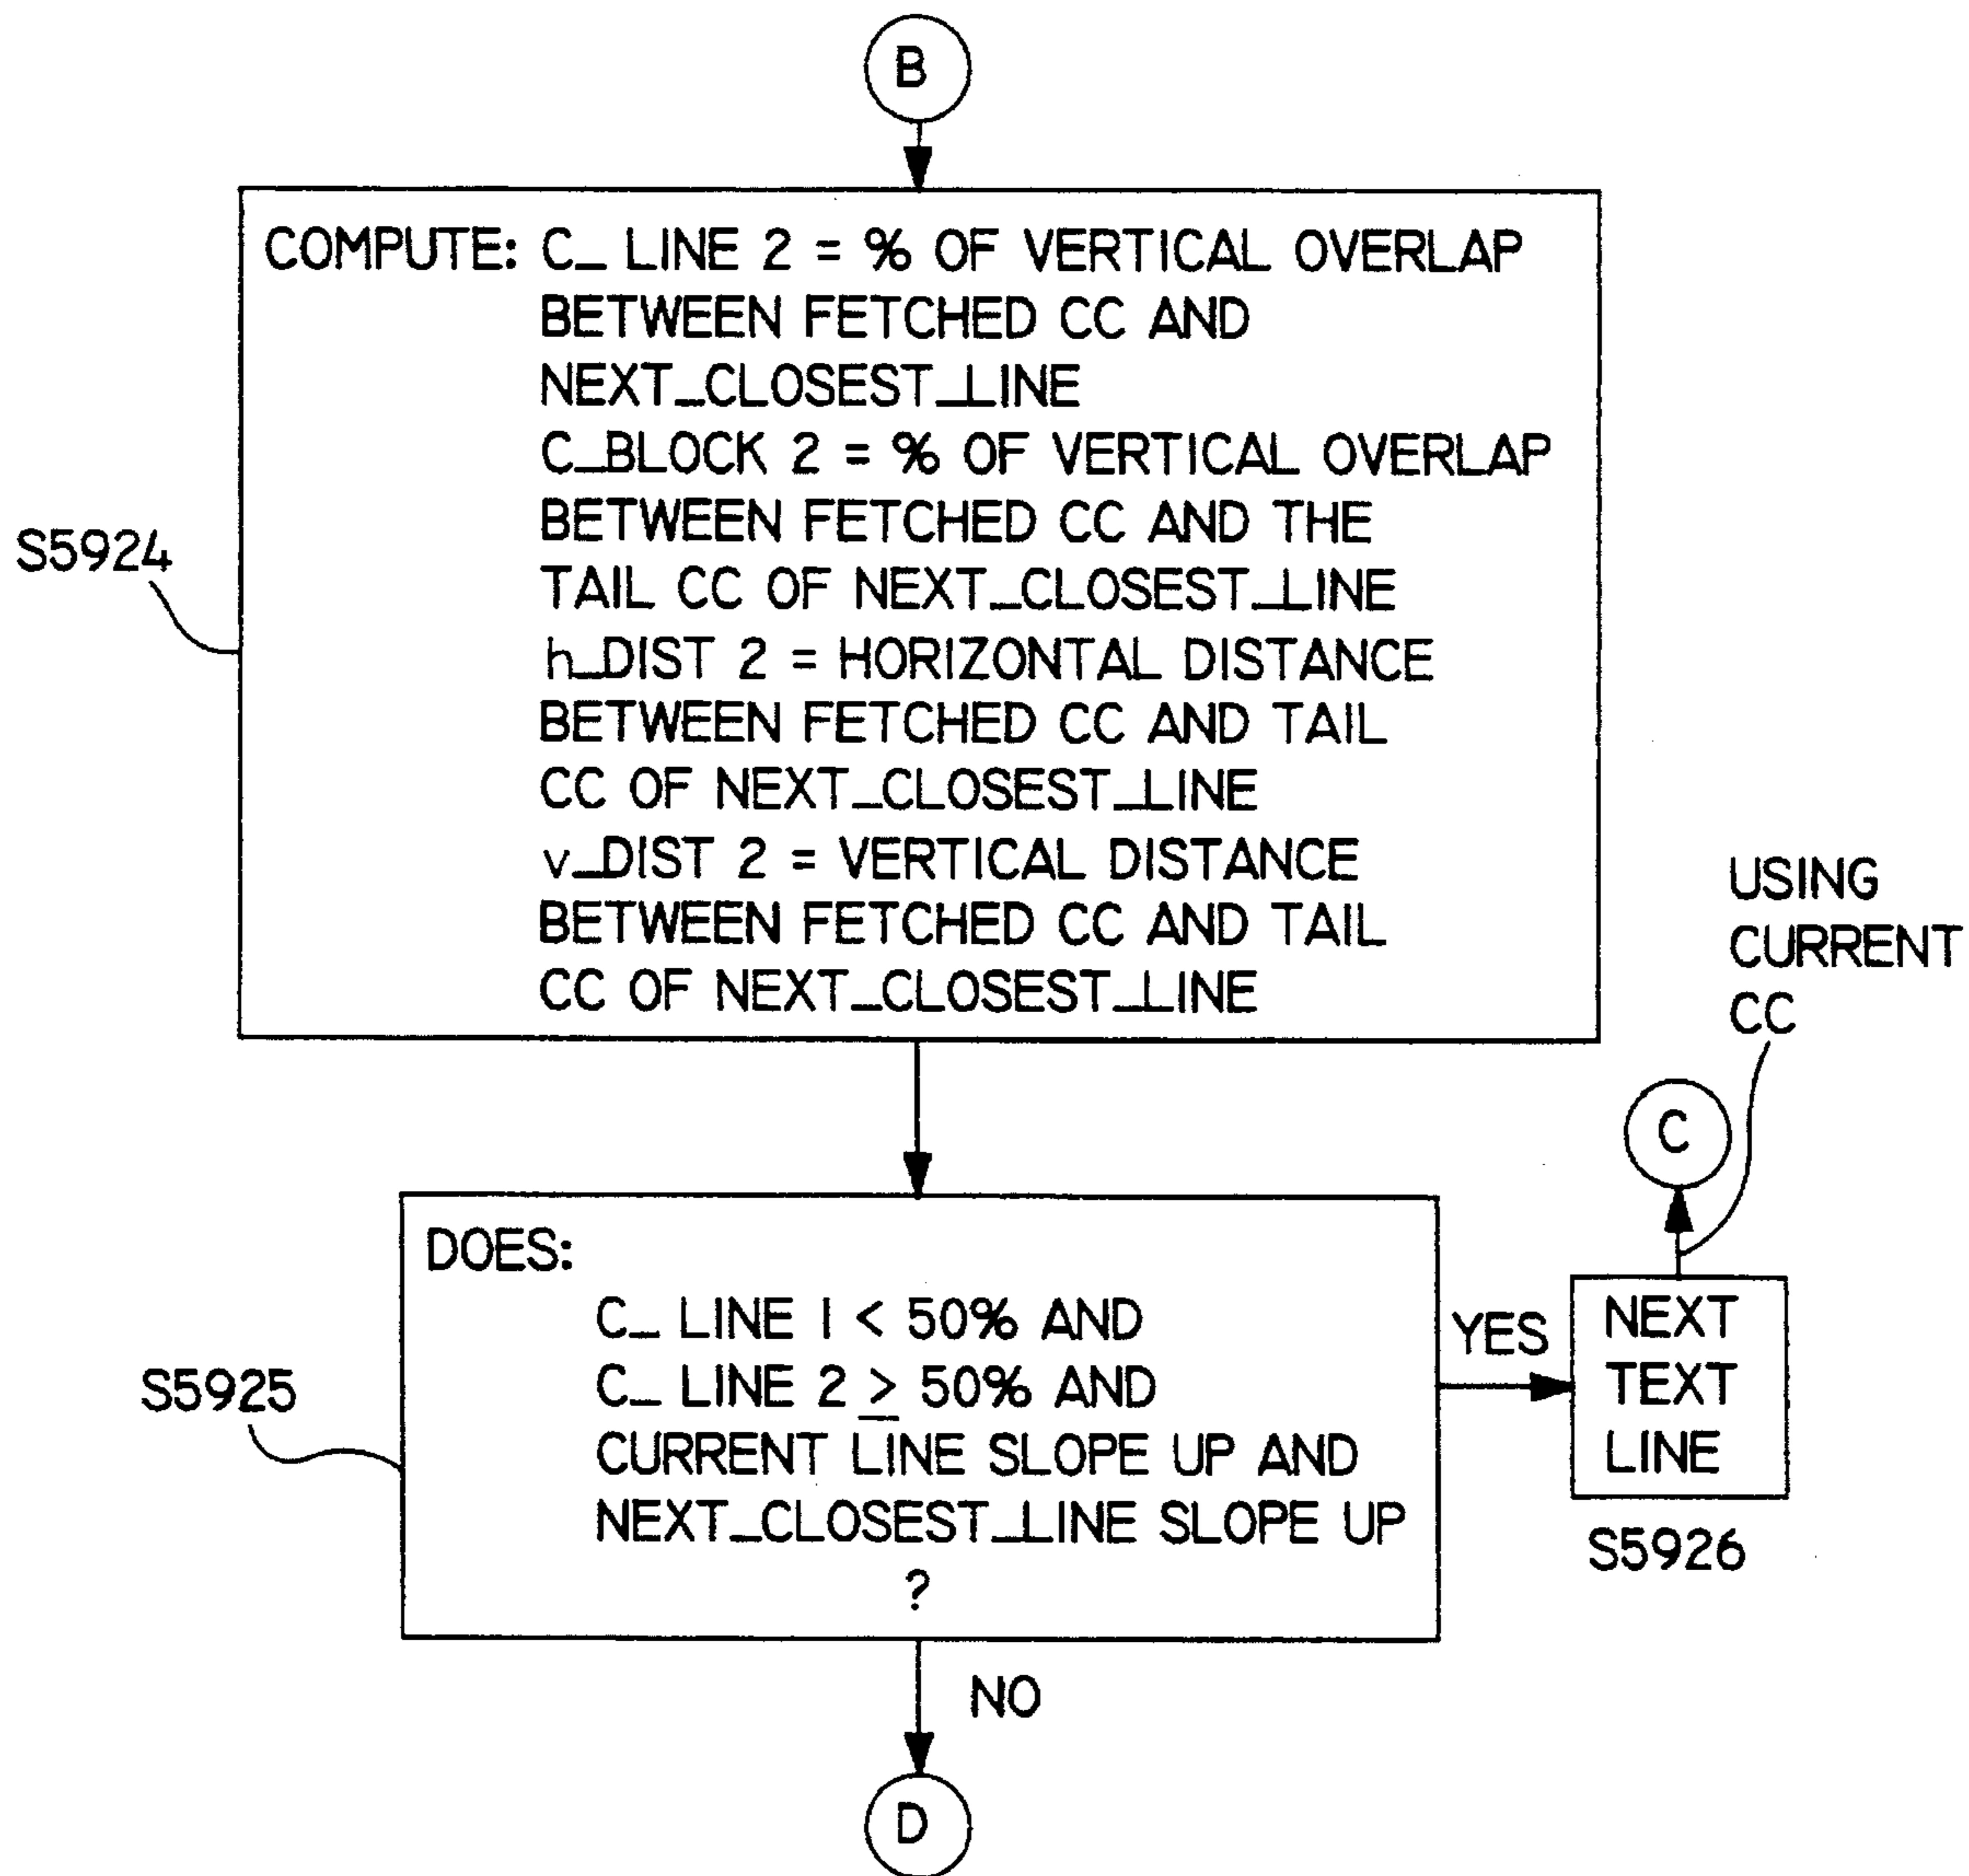 B
COMPUTE: C_ LINE 2 = % OF VERTICAL OVERLAP
BETWEEN FETCHED CC AND
NEXT_CLOSEST_LINE
C_BLOCK 2 = % OF VERTICAL OVERLAP
BETWEEN FETCHED CC AND THE
TAIL CC OF NEXT_CLOSEST_LINE
h_DIST 2 = HORIZONTAL DISTANCE
BETWEEN FETCHED CC AND TAIL
CC OF NEXT_CLOSEST_LINE
v_DIST 2 = VERTICAL DISTANCE
BETWEEN FETCHED CC AND TAIL
CC OF NEXT_CLOSEST_LINE
S5924
USING
CURRENT
CC
C
DOES:
C_ LINE 1 < 50% AND
C_ LINE 2 ≥ 50% AND
CURRENT LINE SLOPE UP AND
NEXT_CLOSEST_LINE SLOPE UP
?
S5925
YES
NEXT
TEXT
LINE
S5926
NO
D